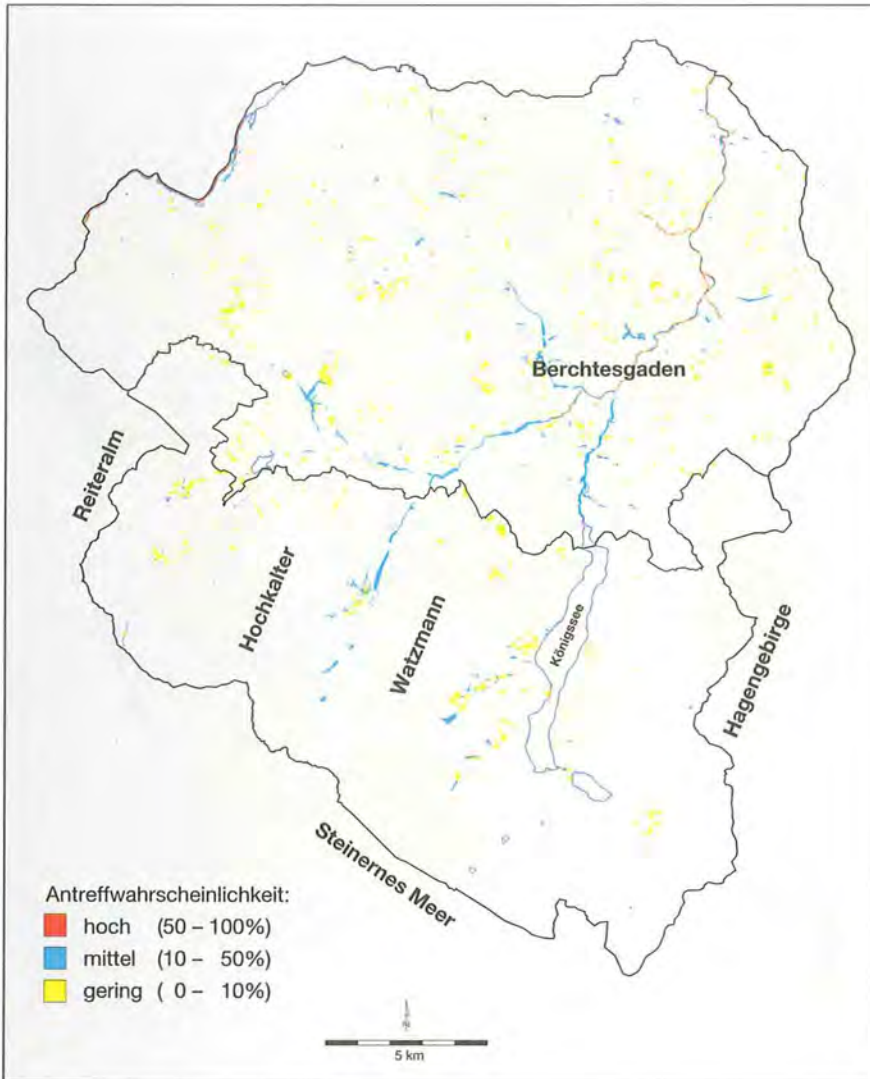 Berchtesgaden
Reiteralm
Hochkalter
Watzmann
Königssee
Hagengebirge
Steinernes Meer
Antreffwahrscheinlichkeit:
hoch (50 – 100%)
mittel (10 – 50%)
gering ( 0 – 10%)
N
5 km